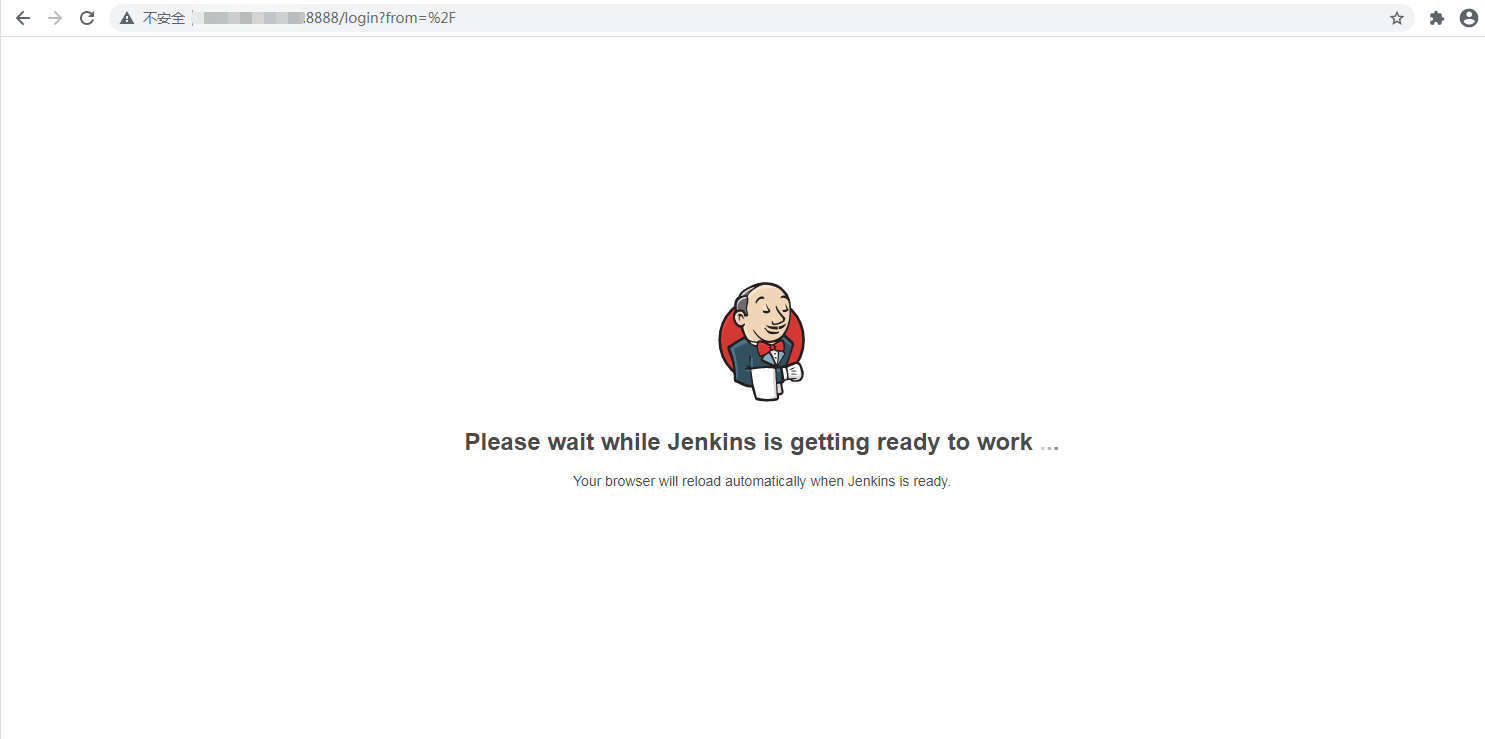 不安全 :8888/login?from=%2F
Please wait while Jenkins is getting ready to work ...
Your browser will reload automatically when Jenkins is ready.